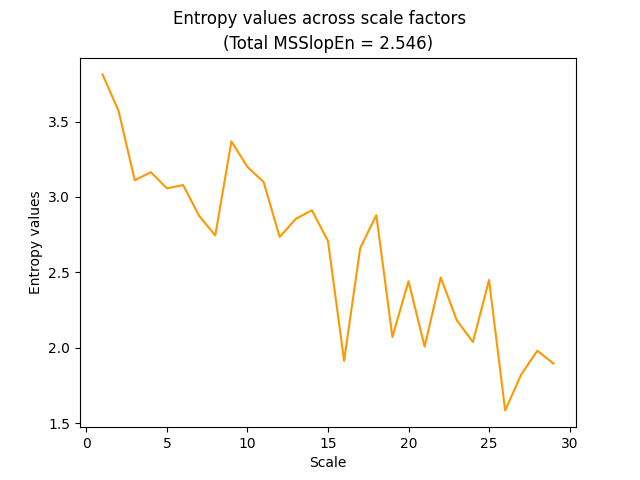 Entropy values across scale factors
(Total MSSlopEn = 2.546)
Entropy values
3.5
3.0
2.5
2.0
1.5
0 5 10 15 20 25 30
Scale